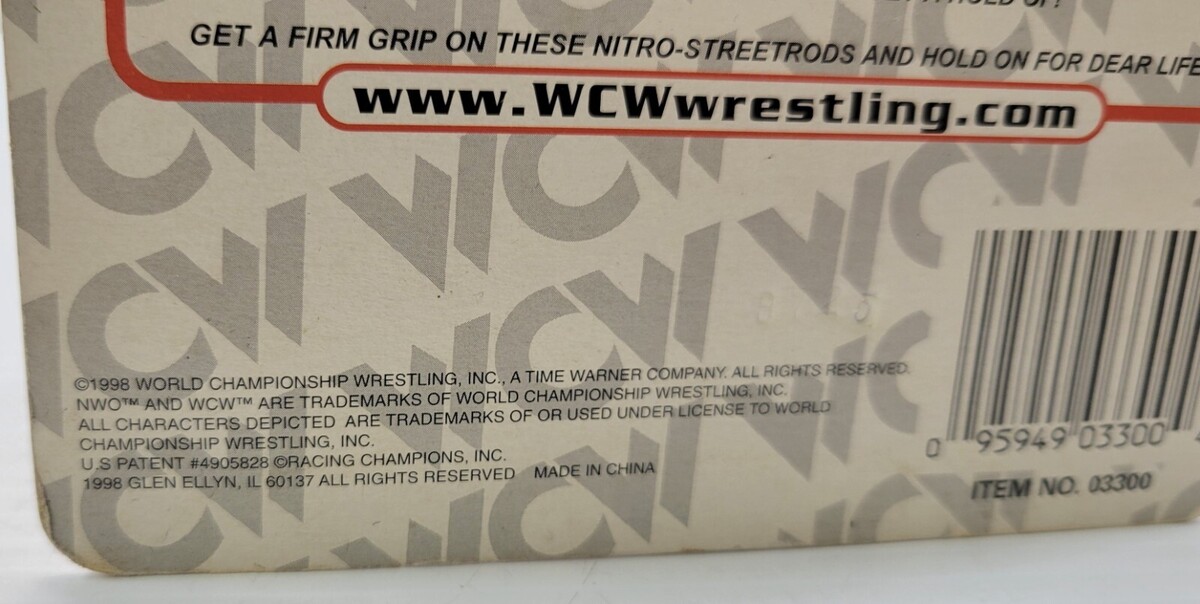 GET A FIRM GRIP ON THESE NITRO-STREETRODS AND HOLD ON FOR DEAR LIFE
www.WCWwrestling.com
©1998 WORLD CHAMPIONSHIP WRESTLING, INC., A TIME WARNER COMPANY. ALL RIGHTS RESERVED.
NWO™ AND WCW™ ARE TRADEMARKS OF WORLD CHAMPIONSHIP WRESTLING, INC.
ALL CHARACTERS DEPICTED ARE TRADEMARKS OF OR USED UNDER LICENSE TO WORLD
CHAMPIONSHIP WRESTLING, INC.
U.S PATENT #4905828 ©RACING CHAMPIONS, INC.
1998 GLEN ELLYN, IL 60137 ALL RIGHTS RESERVED MADE IN CHINA
0 95949 03300
ITEM NO. 03300